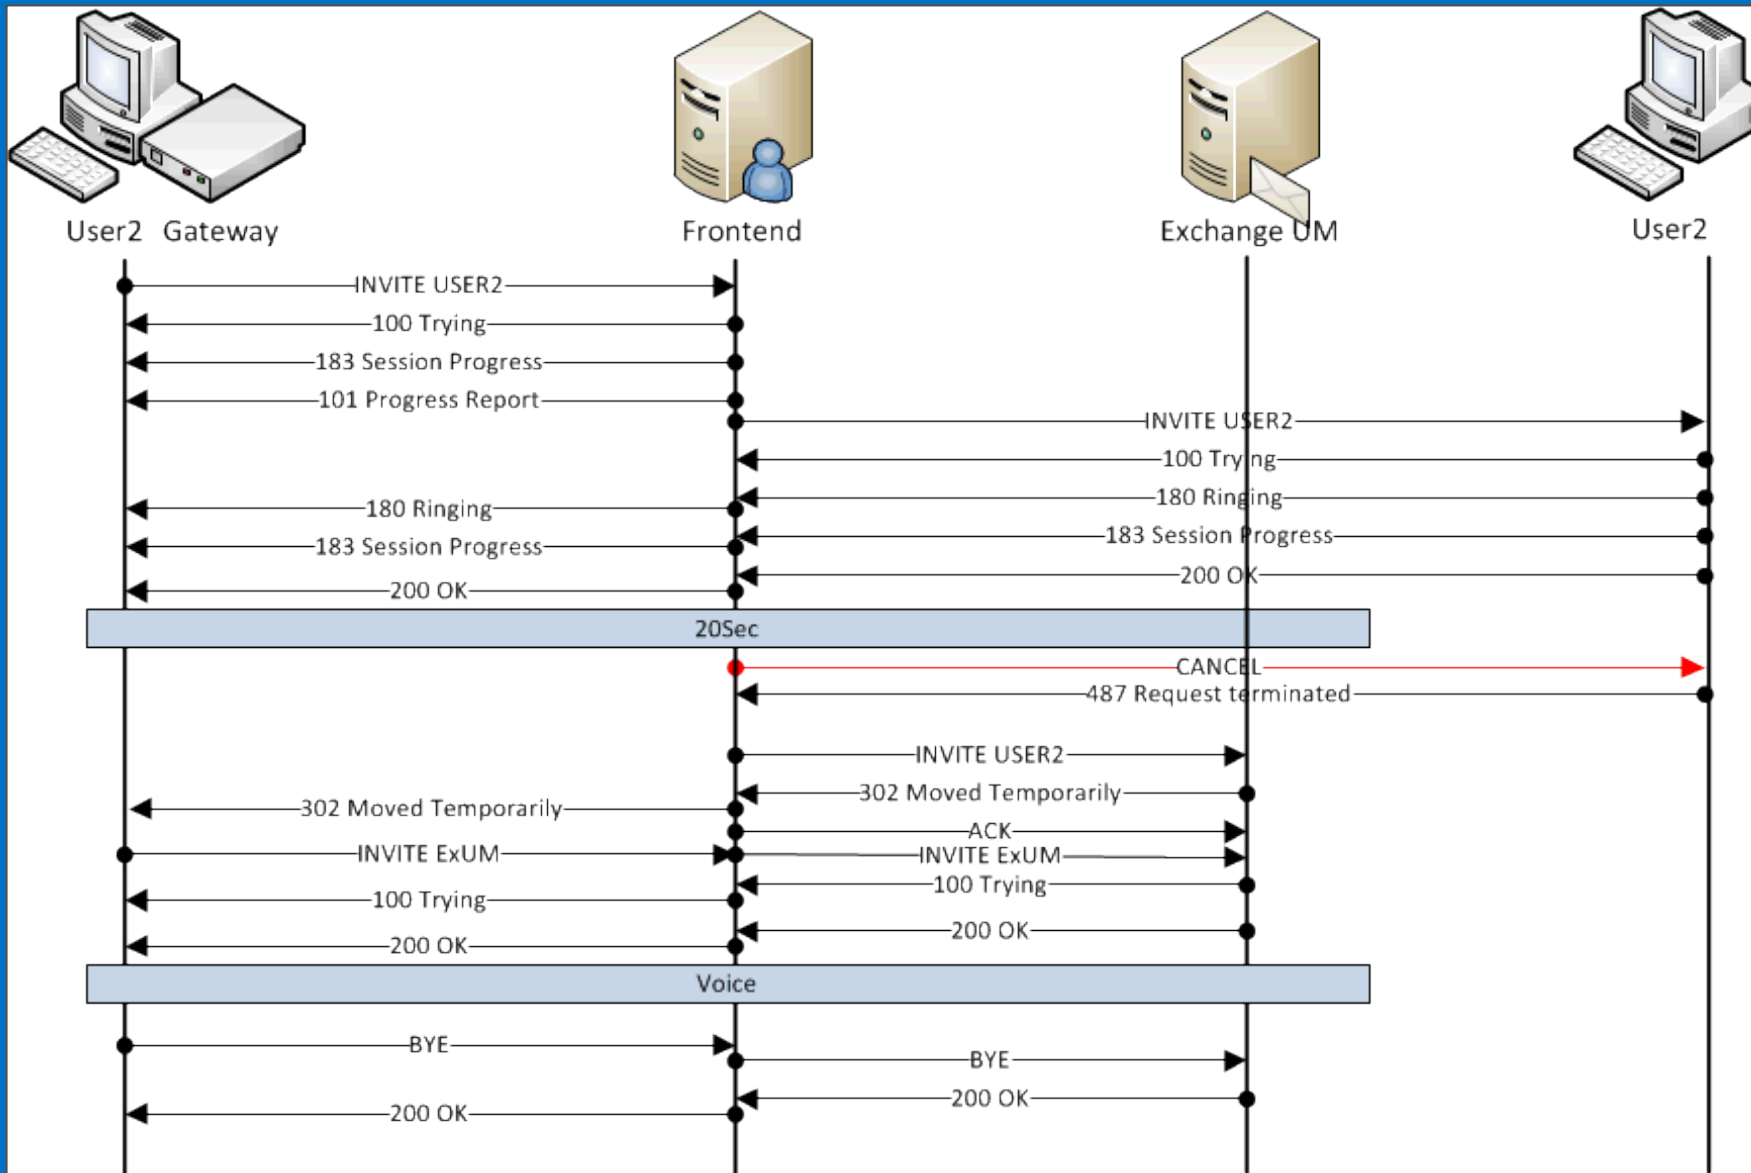 User2 Gateway
Frontend
Exchange UM
User2
INVITE USER2
100 Trying
183 Session Progress
101 Progress Report
INVITE USER2
100 Trying
180 Ringing
180 Ringing
183 Session Progress
183 Session Progress
200 OK
200 OK
20Sec
CANCEL
487 Request terminated
INVITE USER2
302 Moved Temporarily
302 Moved Temporarily
ACK
INVITE ExUM
INVITE ExUM
100 Trying
100 Trying
200 OK
200 OK
Voice
BYE
BYE
200 OK
200 OK